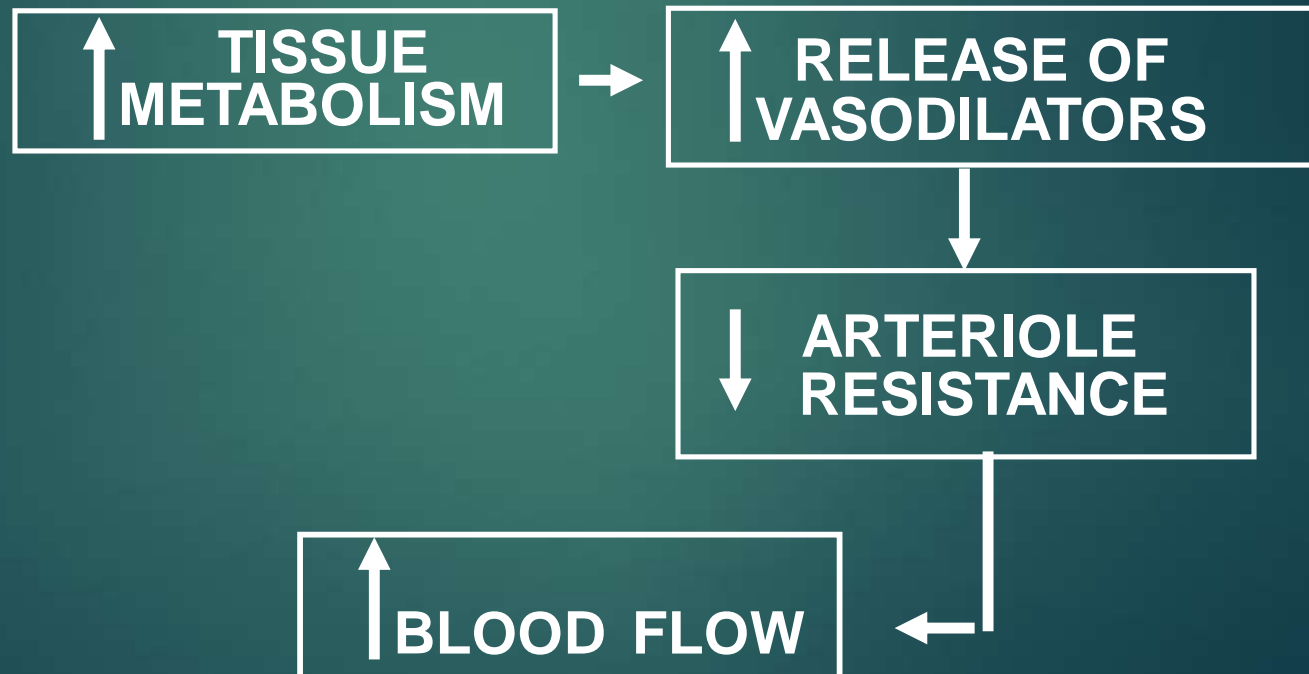 TISSUE
METABOLISM
RELEASE OF
VASODILATORS
ARTERIOLE
RESISTANCE
BLOOD FLOW